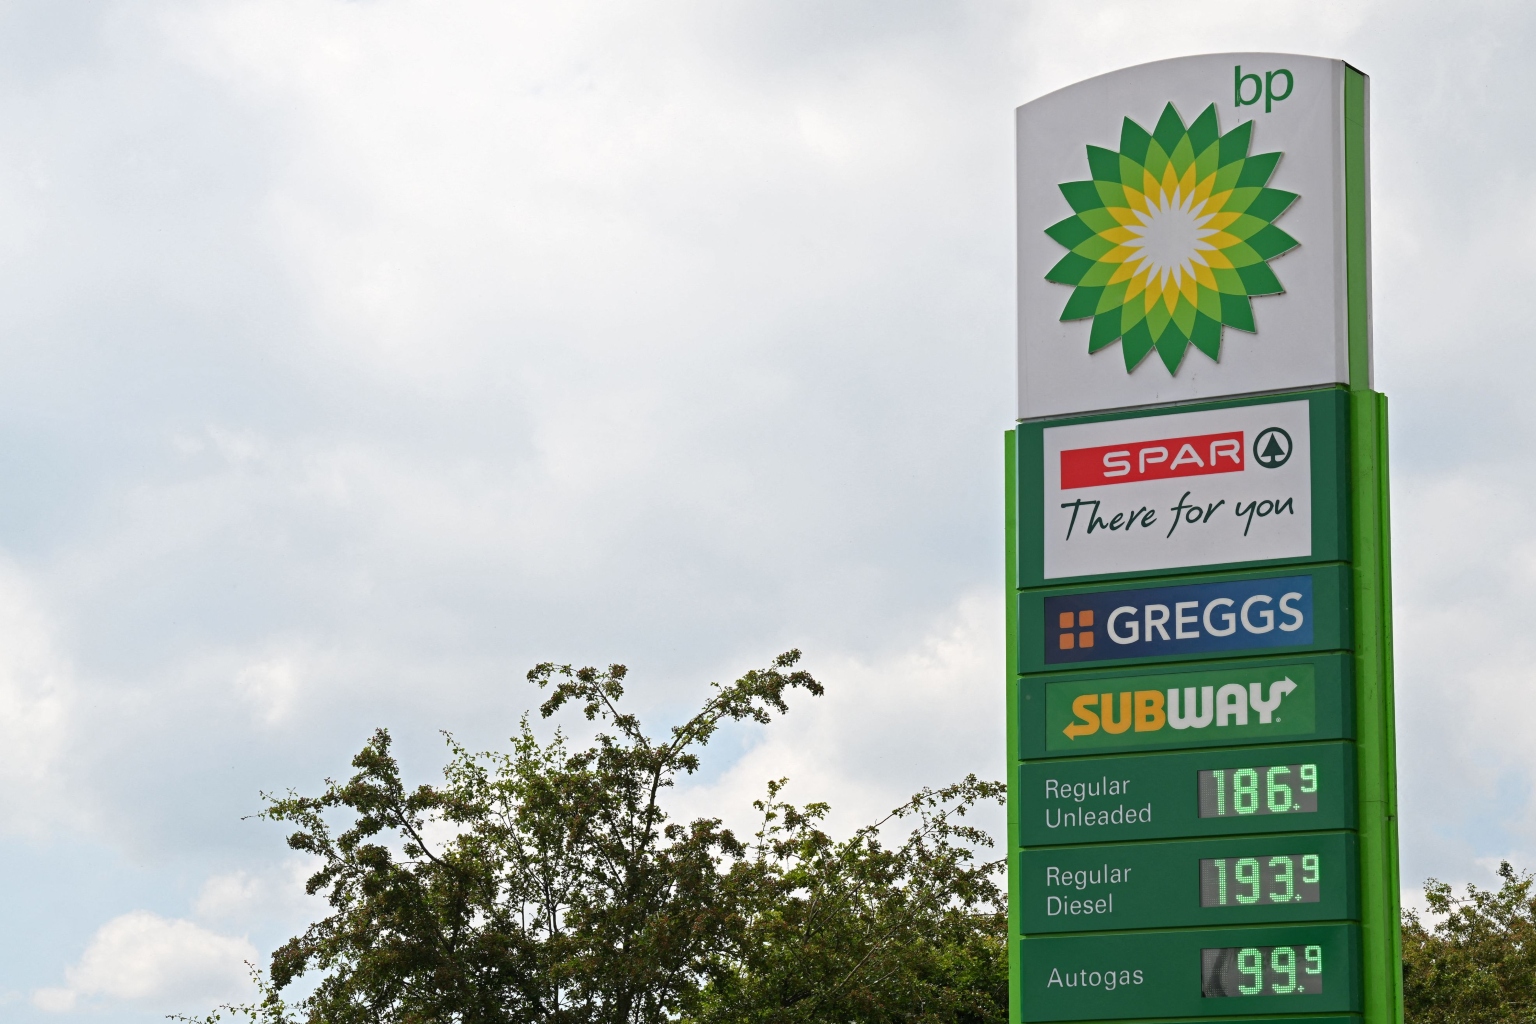 bp
SPAR
There for you
GREGGS
SUBWAY
Regular
Unleaded
186.9
Regular
Diesel
193.9
Autogas
99.9